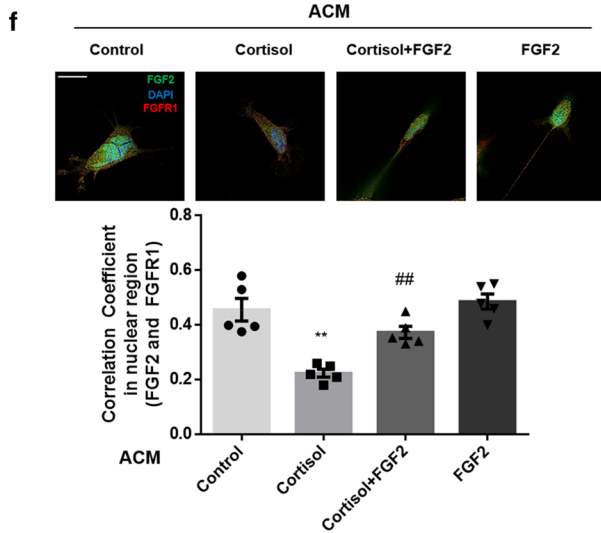 f
ACM
Control Cortisol Cortisol+FGF2 FGF2
FGF2
DAPI
FGFR1
Correlation Coefficient
in nuclear region
(FGF2 and FGFR1)
0.8
0.6
0.4
0.2
0.0
**
##
ACM
Control Cortisol Cortisol+FGF2 FGF2